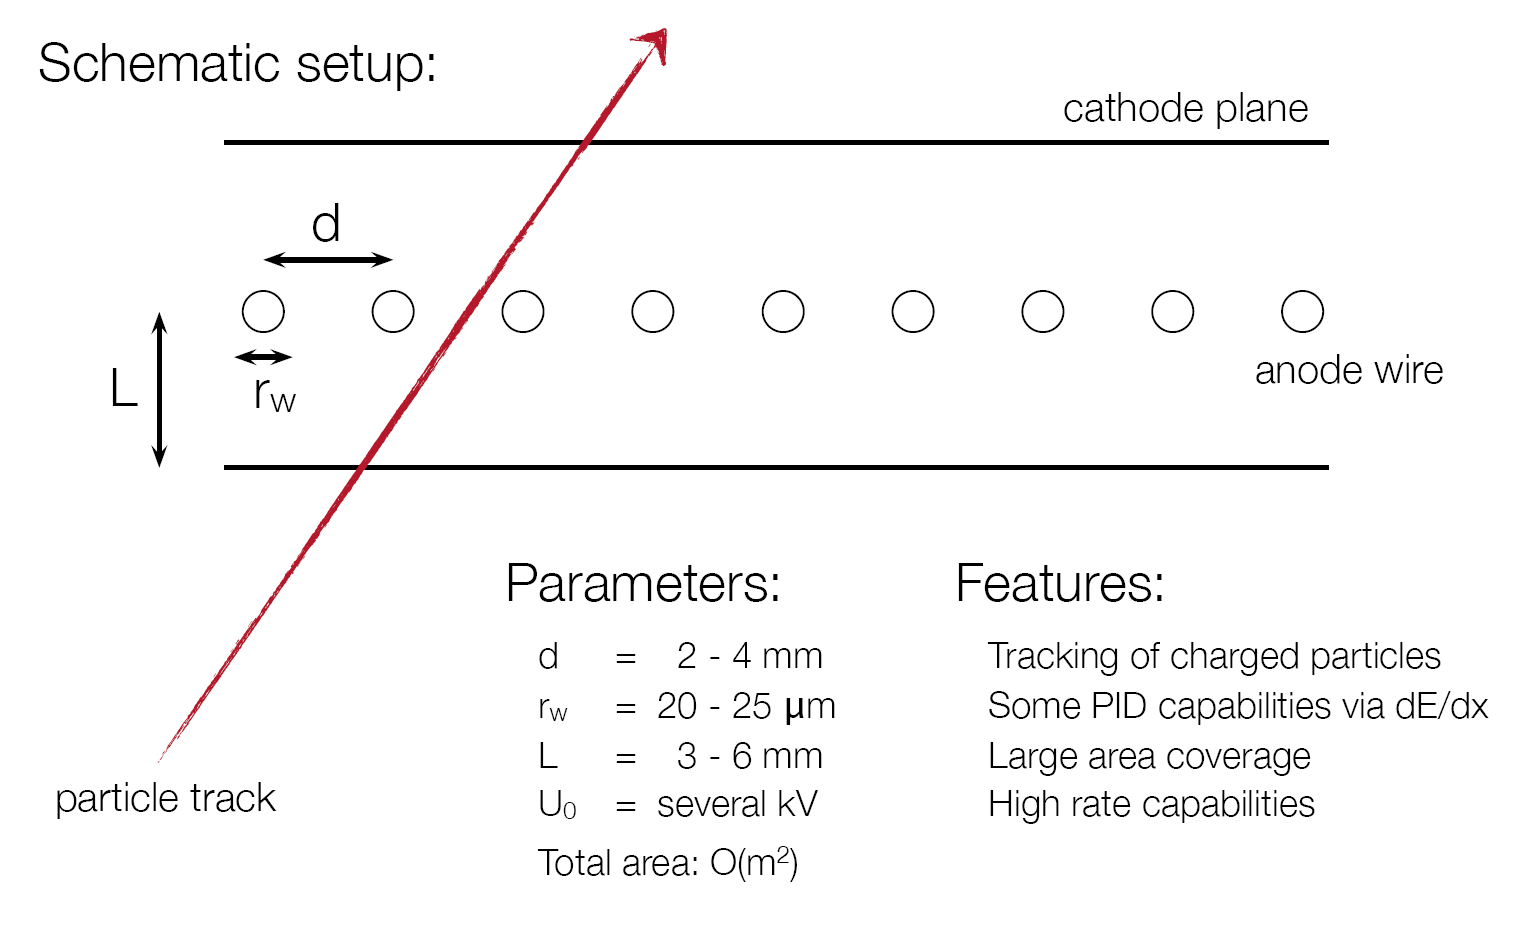 Schematic setup:
cathode plane
d
L
rw
anode wire
particle track
Parameters:
d = 2 - 4 mm
rw = 20 - 25 μm
L = 3 - 6 mm
U0 = several kV
Total area: O(m²)
Features:
Tracking of charged particles
Some PID capabilities via dE/dx
Large area coverage
High rate capabilities